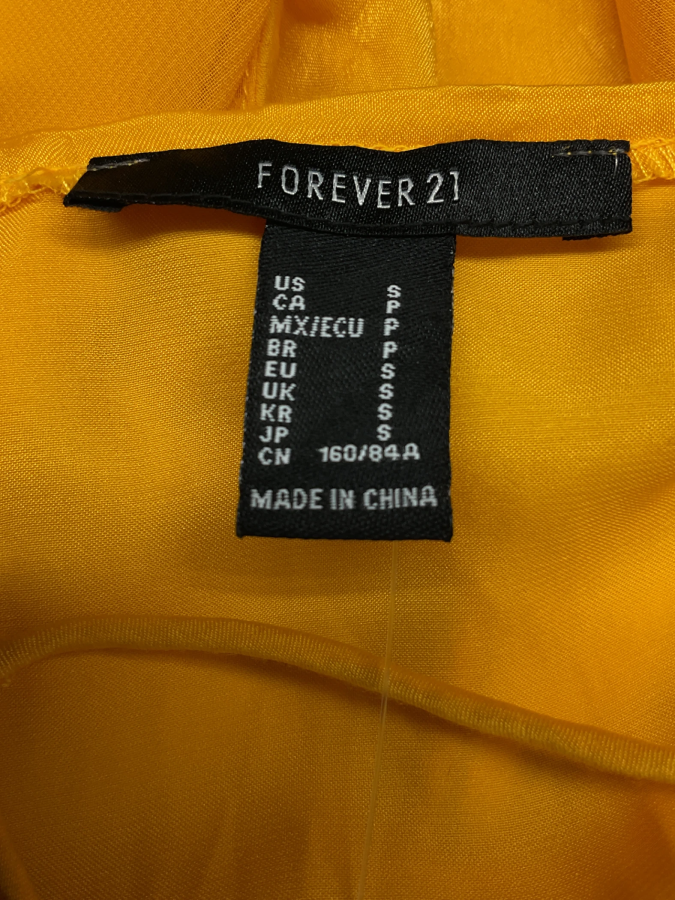 FOREVER 21
US S
CA P
MX/ECU P
BR P
EU S
UK S
KR S
JP S
CN 160/84A
MADE IN CHINA